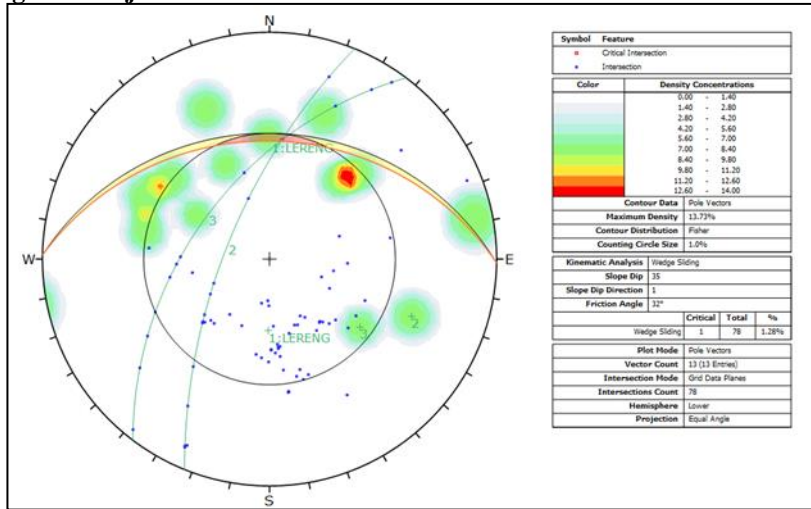 N
Symbol Feature
Critical Intersection
Intersection
Color Density Concentrations
0.00 - 1.40
1.40 - 2.80
2.80 - 4.20
4.20 - 5.60
5.60 - 7.00
7.00 - 8.40
8.40 - 9.80
9.80 - 11.20
11.20 - 12.60
12.60 - 14.00
Contour Data Pole Vectors
Maximum Density 13.73%
Contour Distribution Fisher
Counting Circle Size 1.0%
Kinematic Analysis Wedge Sliding
Slope Dip 35
Slope Dip Direction 1
Friction Angle 32°
Critical Total %
Wedge Sliding 1 78 1.28%
Plot Mode Pole Vectors
Vector Count 13 (13 Entries)
Intersection Mode Grid Data Planes
Intersections Count 78
Hemisphere Lower
Projection Equal Angle
1:LERENG
3
2
W
E
2
3
1:LERENG
S